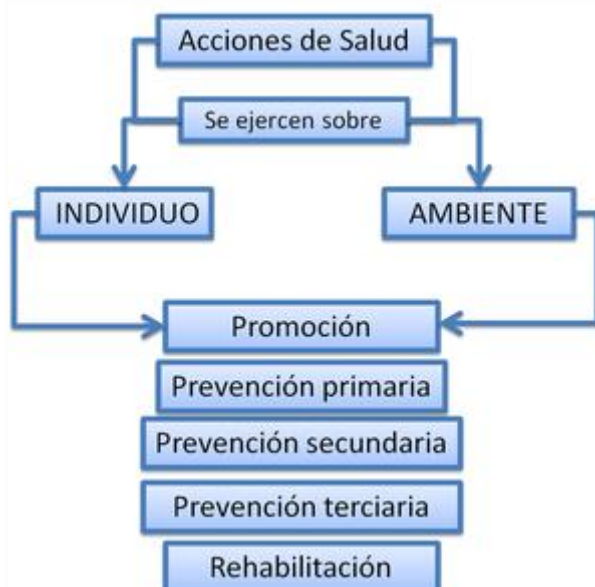 Acciones de Salud
Se ejercen sobre
INDIVIDUO
AMBIENTE
Promoción
Prevención primaria
Prevención secundaria
Prevención terciaria
Rehabilitación